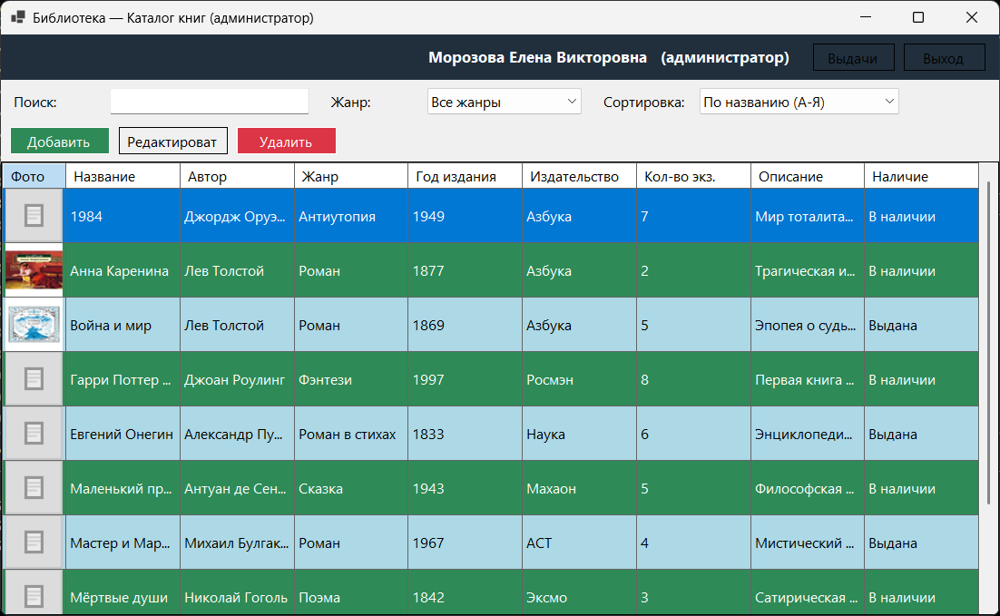 Библиотека — Каталог книг (администратор)
Морозова Елена Викторовна (администратор) Выдачи Выход
Поиск: Жанр: Все жанры Сортировка: По названию (А-Я)
Добавить Редактироват Удалить
Фото Название Автор Жанр Год издания Издательство Кол-во экз. Описание Наличие
1984 Джордж Оруэ... Антиутопия 1949 Азбука 7 Мир тоталита... В наличии
Анна Каренина Лев Толстой Роман 1877 Азбука 2 Трагическая и... В наличии
Война и мир Лев Толстой Роман 1869 Азбука 5 Эпопея о судь... Выдана
Гарри Поттер ... Джоан Роулинг Фэнтези 1997 Росмэн 8 Первая книга ... В наличии
Евгений Онегин Александр Пу... Роман в стихах 1833 Наука 6 Энциклопеди... Выдана
Маленький пр... Антуан де Сен... Сказка 1943 Махаон 5 Философская ... В наличии
Мастер и Мар... Михаил Булгак... Роман 1967 АСТ 4 Мистический ... Выдана
Мёртвые души Николай Гоголь Поэма 1842 Эксмо 3 Сатирическая ... В наличии